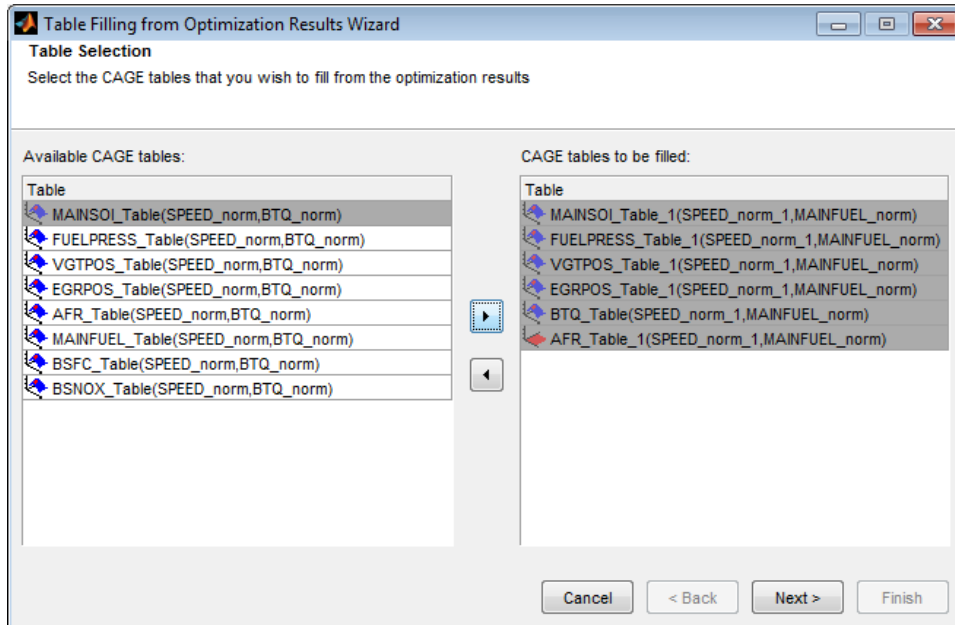 Table Filling from Optimization Results Wizard
Table Selection
Select the CAGE tables that you wish to fill from the optimization results
Available CAGE tables:
Table
MAINSOI_Table(SPEED_norm,BTQ_norm)
FUELPRESS_Table(SPEED_norm,BTQ_norm)
VGTPOS_Table(SPEED_norm,BTQ_norm)
EGRPOS_Table(SPEED_norm,BTQ_norm)
AFR_Table(SPEED_norm,BTQ_norm)
MAINFUEL_Table(SPEED_norm,BTQ_norm)
BSFC_Table(SPEED_norm,BTQ_norm)
BSNOX_Table(SPEED_norm,BTQ_norm)
CAGE tables to be filled:
Table
MAINSOI_Table_1(SPEED_norm_1,MAINFUEL_norm)
FUELPRESS_Table_1(SPEED_norm_1,MAINFUEL_norm)
VGTPOS_Table_1(SPEED_norm_1,MAINFUEL_norm)
EGRPOS_Table_1(SPEED_norm_1,MAINFUEL_norm)
BTQ_Table(SPEED_norm_1,MAINFUEL_norm)
AFR_Table_1(SPEED_norm_1,MAINFUEL_norm)
Cancel
< Back
Next >
Finish